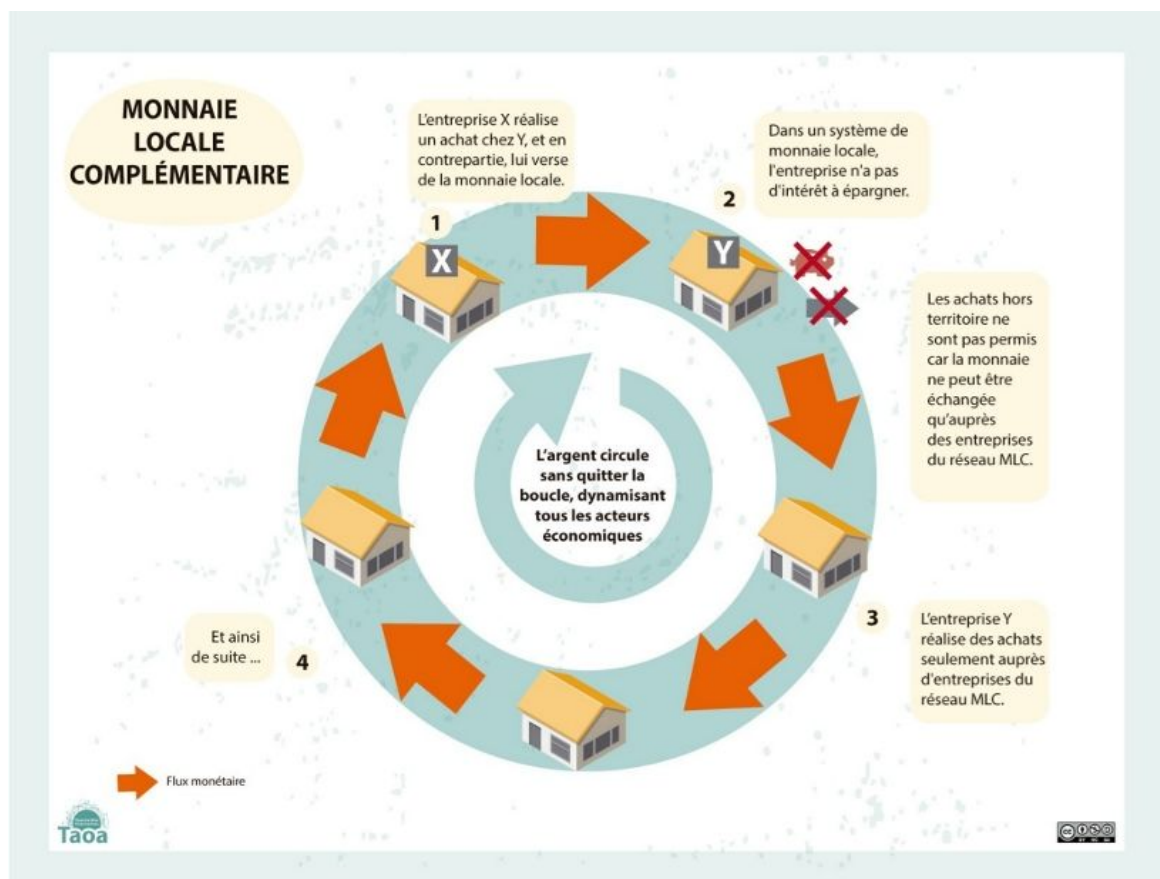 MONNAIE
LOCALE
COMPLÉMENTAIRE
L'entreprise X réalise
un achat chez Y, et en
contrepartie, lui verse
de la monnaie locale.
1
X
Dans un système de
monnaie locale,
l'entreprise n'a pas
d'intérêt à épargner.
2
Y
Les achats hors
territoire ne
sont pas permis
car la monnaie
ne peut être
échangée
qu'auprès
des entreprises
du réseau MLC.
L'argent circule
sans quitter la
boucle, dynamisant
tous les acteurs
économiques
3
L'entreprise Y
réalise des achats
seulement auprès
d'entreprises du
réseau MLC.
Et ainsi
de suite ...
4
Flux monétaire
Taoa
cc
BY NC SA